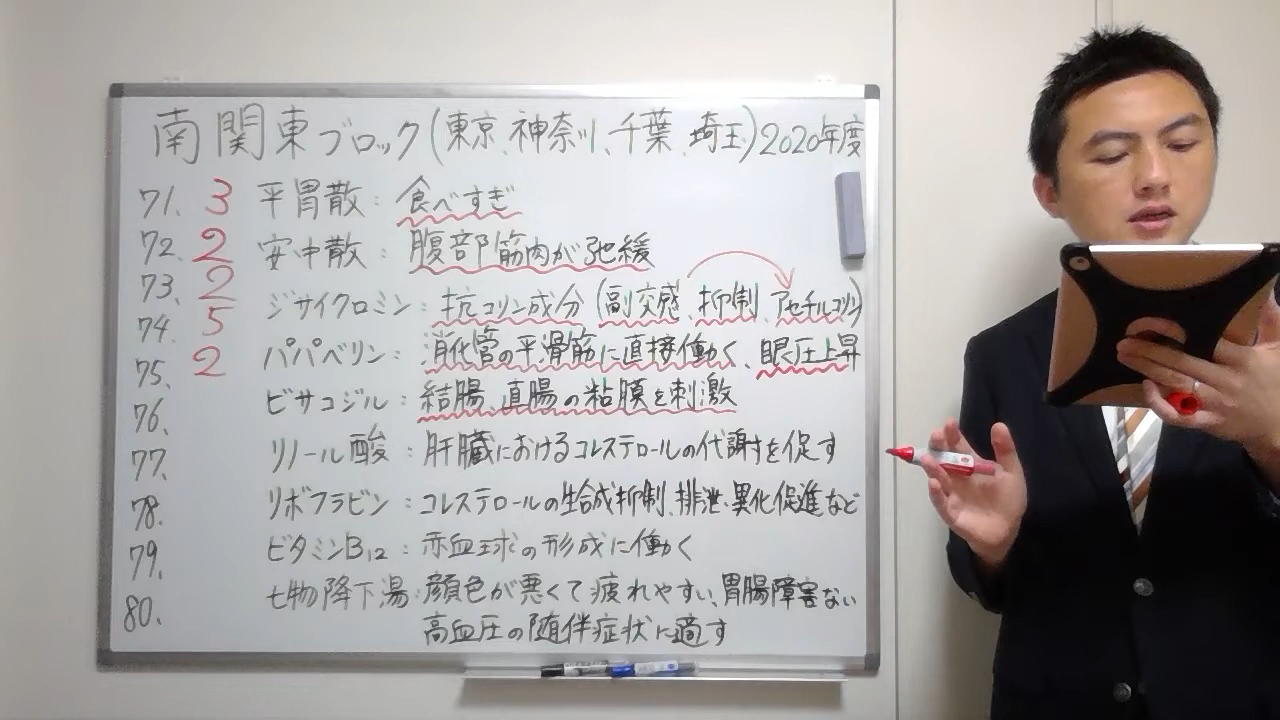 南関東ブロック(東京、神奈川、千葉、埼玉)2020年度
71. 3 平胃散：食べすぎ
72. 2 安中散：腹部筋肉が弛緩
73. 2 ジサイクロミン：抗コリン成分(副交感、抑制、アセチルコリン)
74. 5 パパベリン：消化管の平滑筋に直接働く、眼圧上昇
75. 2 ビサコジル：結腸、直腸の粘膜を刺激
76.
77. リノール酸：肝臓におけるコレステロールの代謝を促す
78. リボフラビン：コレステロールの生合成抑制、排泄・異化促進など
79. ビタミンB12：赤血球の形成に働く
80. 七物降下湯：顔色が悪くて疲れやすい、胃腸障害ない
高血圧の随伴症状に適す